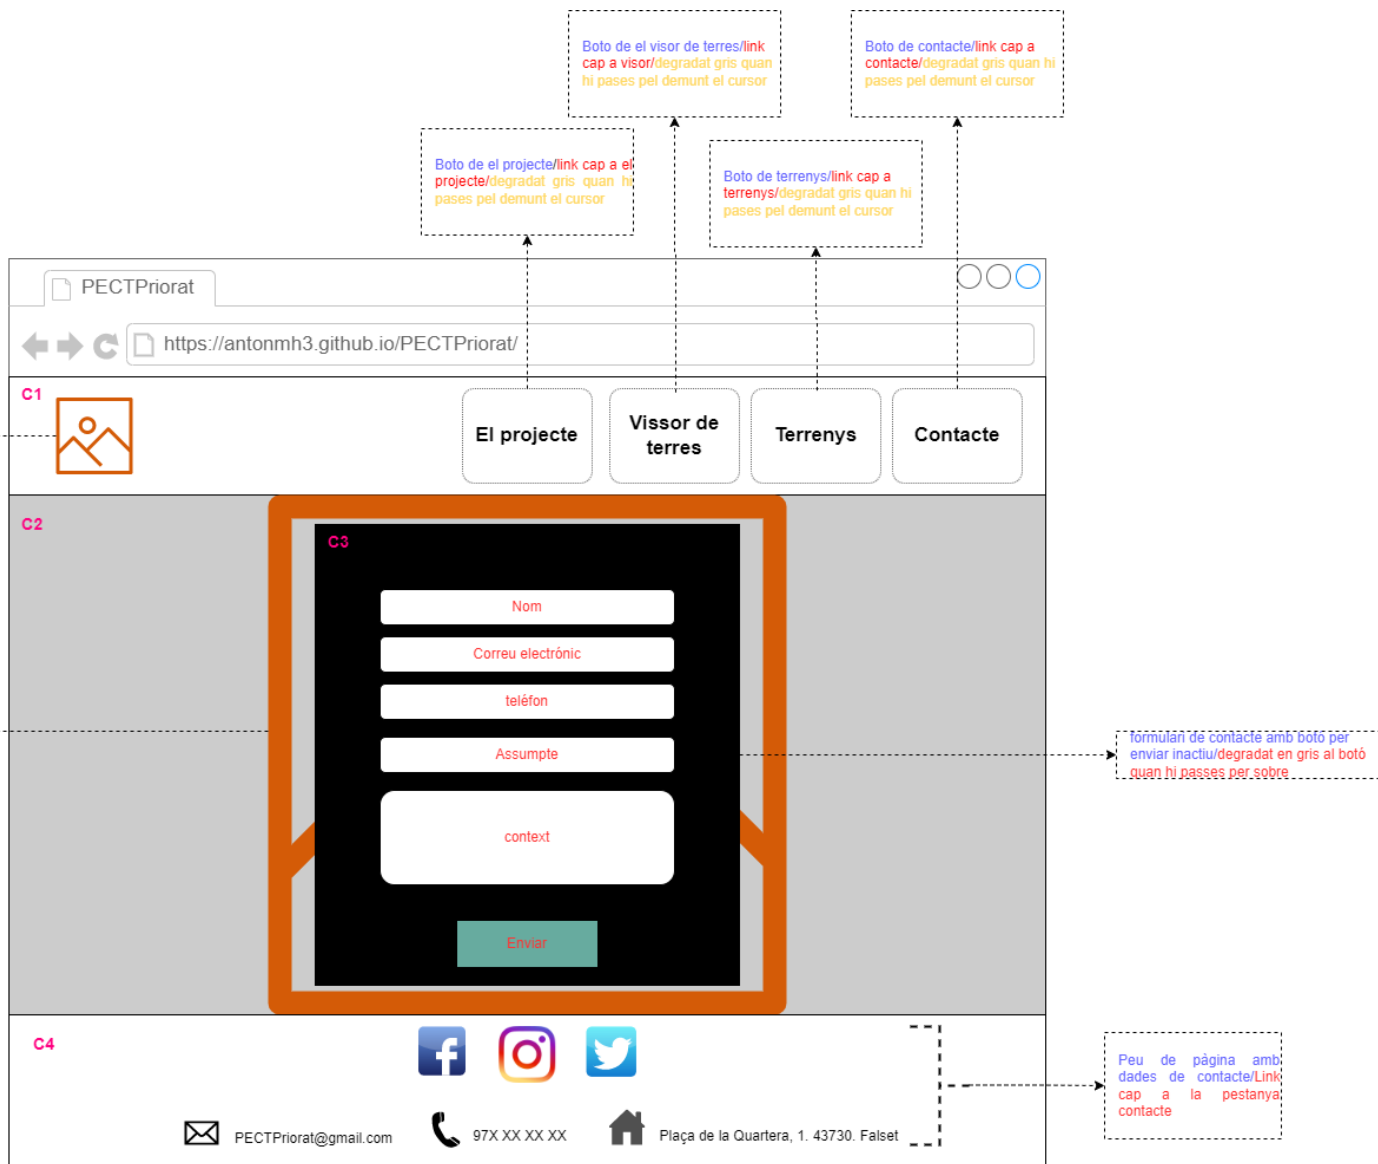 Boto de el visor de terres/link
cap a visor/degradat gris quan
hi pases pel demunt el cursor
Boto de contacte/link cap a
contacte/degradat gris quan hi
pases pel demunt el cursor
Boto de el projecte/link cap a el
projecte/degradat gris quan hi
pases pel demunt el cursor
Boto de terrenys/link cap a
terrenys/degradat gris quan hi
pases pel demunt el cursor
PECTPriorat
https://antonmh3.github.io/PECTPriorat/
C1
El projecte
Vissor de
terres
Terrenys
Contacte
C2
C3
Nom
Correu electrónic
teléfon
Assumpte
context
Enviar
formulari de contacte amb botó per
enviar inactiu/degradat en gris al botó
quan hi passes per sobre
C4
PECTPriorat@gmail.com
97X XX XX XX
Plaça de la Quartera, 1. 43730. Falset
Peu de pàgina amb
dades de contacte/Link
cap a la pestanya
contacte